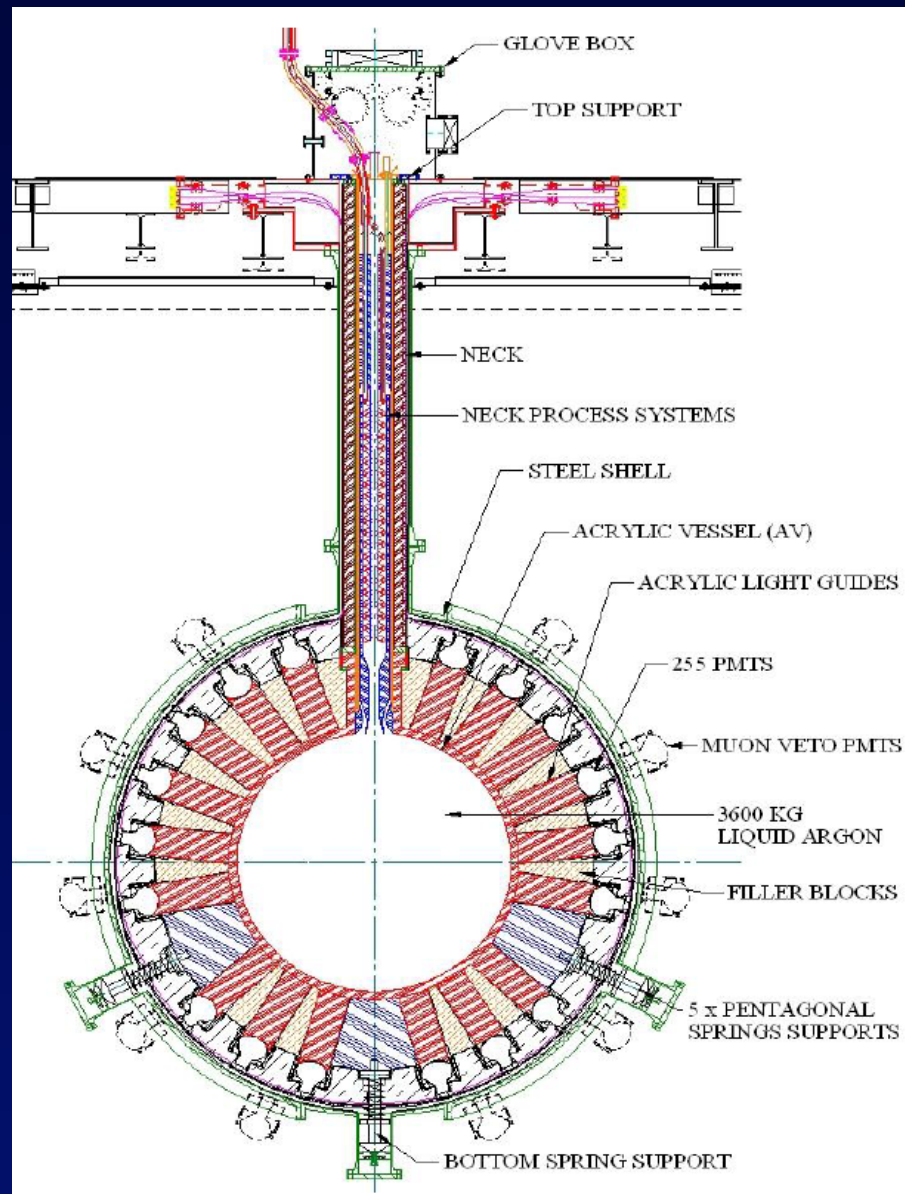 GLOVE BOX
TOP SUPPORT
NECK
NECK PROCESS SYSTEMS
STEEL SHELL
ACRYLIC VESSEL (AV)
ACRYLIC LIGHT GUIDES
255 PMTS
MUON VETO PMTS
3600 KG
LIQUID ARGON
FILLER BLOCKS
5 x PENTAGONAL
SPRINGS SUPPORTS
BOTTOM SPRING SUPPORT